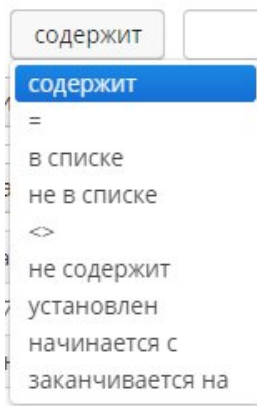 содержит
содержит
=
в списке
не в списке
<>
не содержит
установлен
начинается с
заканчивается на